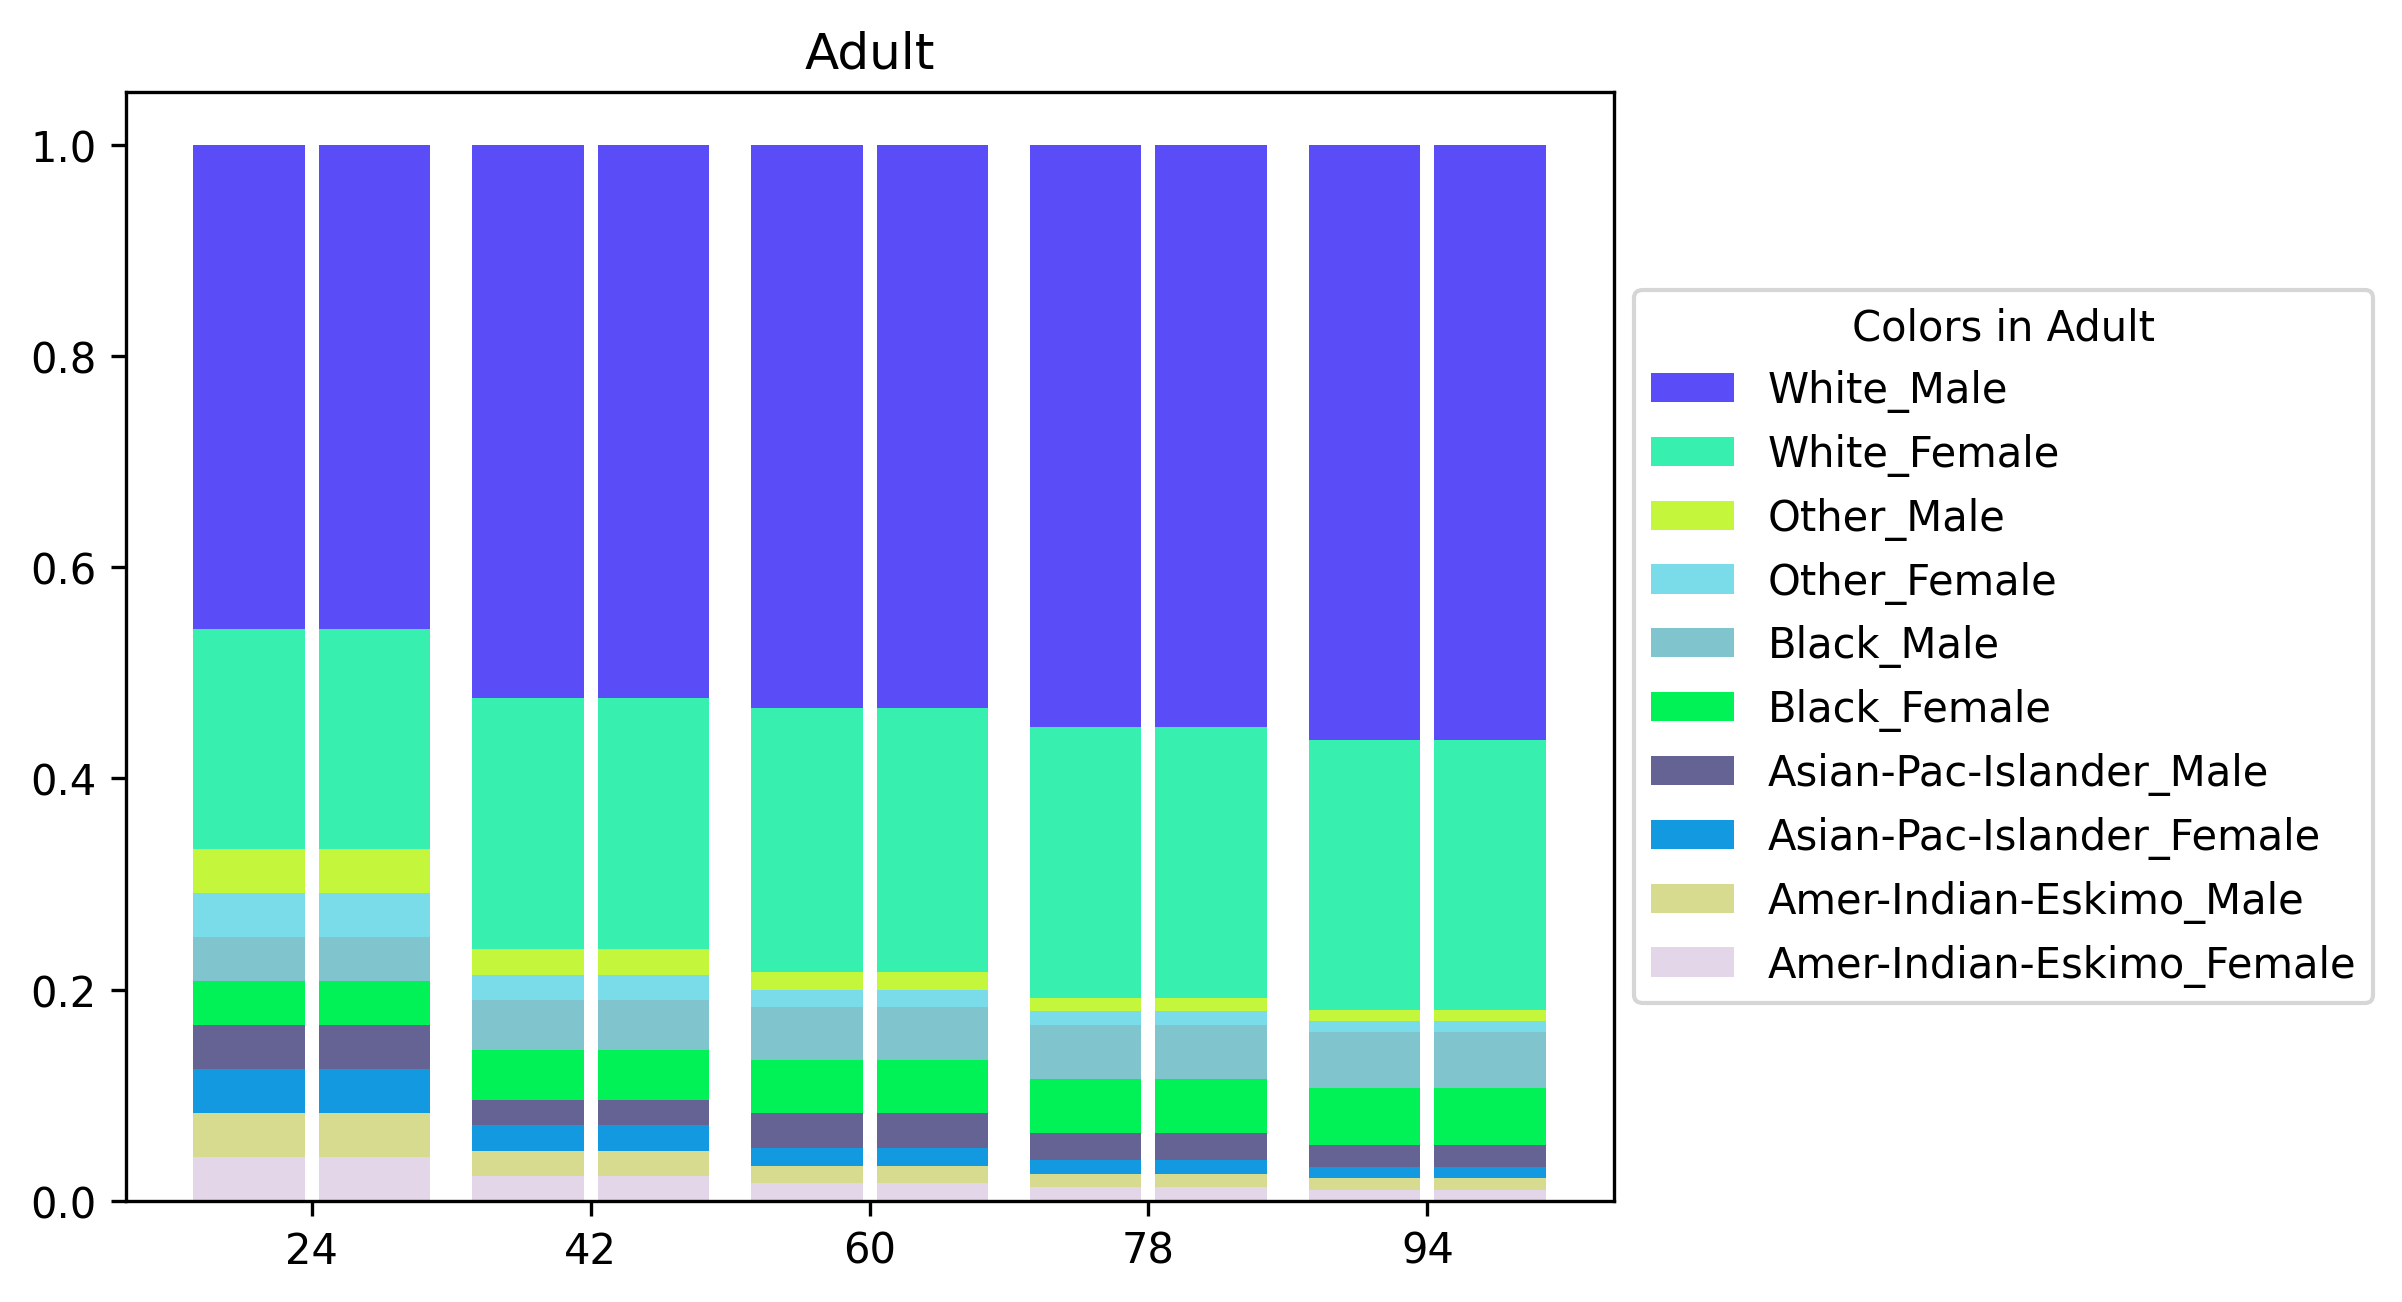 Adult
1.0
0.8
0.6
0.4
0.2
0.0
24 42 60 78 94
Colors in Adult
White_Male
White_Female
Other_Male
Other_Female
Black_Male
Black_Female
Asian-Pac-Islander_Male
Asian-Pac-Islander_Female
Amer-Indian-Eskimo_Male
Amer-Indian-Eskimo_Female